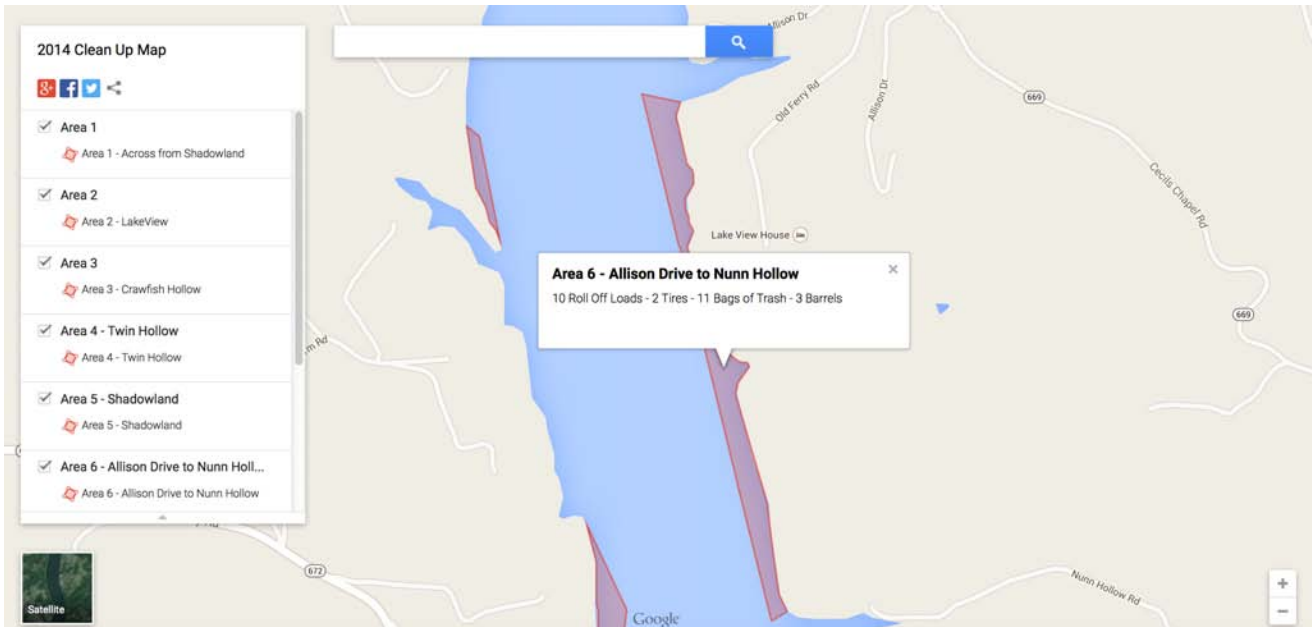 2014 Clean Up Map
Area 1
Area 1 - Across from Shadowland
Area 2
Area 2 - LakeView
Area 3
Area 3 - Crawfish Hollow
Area 4 - Twin Hollow
Area 4 - Twin Hollow
Area 5 - Shadowland
Area 5 - Shadowland
Area 6 - Allison Drive to Nunn Holl...
Area 6 - Allison Drive to Nunn Hollow
Satellite
Allison Dr
Old Ferry Rd
Allison Dr
669
Cecils Chapel Rd
Lake View House
Area 6 - Allison Drive to Nunn Hollow
10 Roll Off Loads - 2 Tires - 11 Bags of Trash - 3 Barrels
669
672
Nunn Hollow Rd
Google